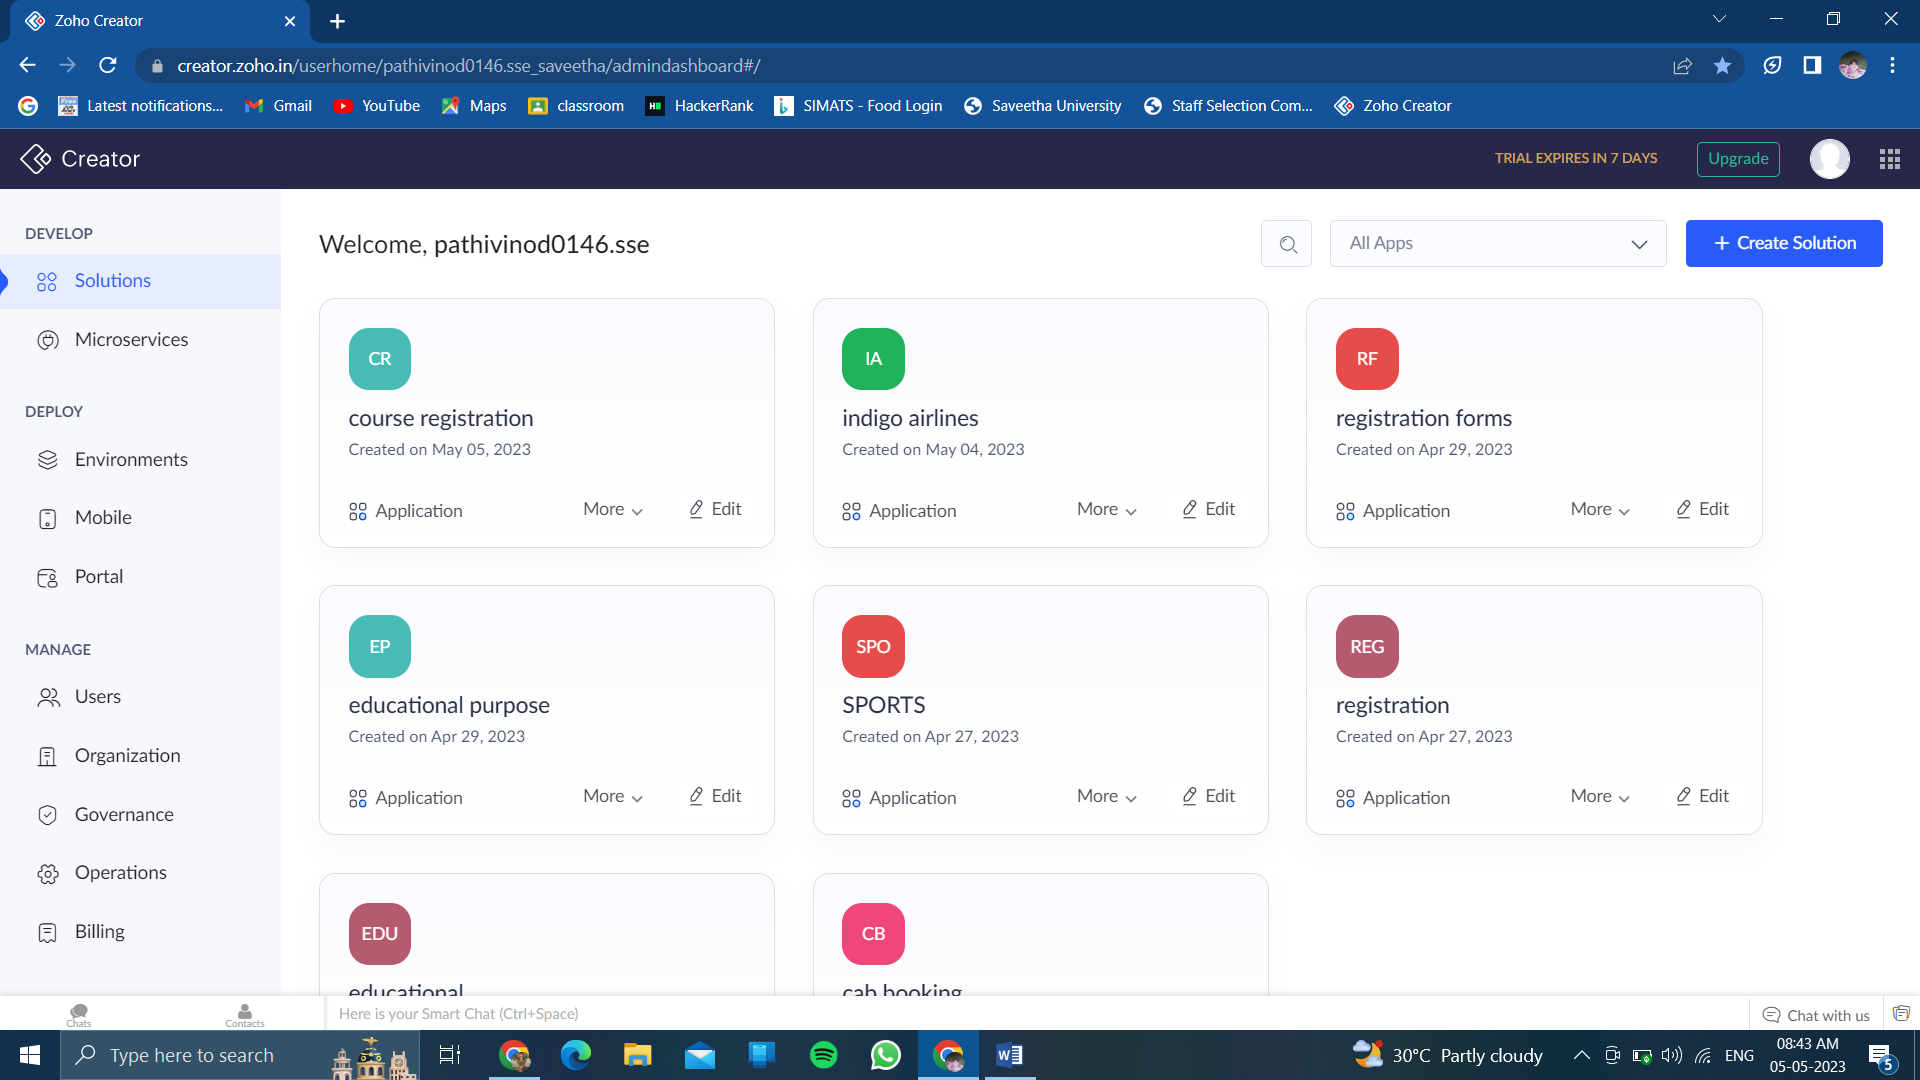 Zoho Creator
creator.zoho.in/userhome/pathivinod0146.sse_saveetha/admindashboard#/
Latest notifications...
Gmail
YouTube
Maps
classroom
HackerRank
SIMATS - Food Login
Saveetha University
Staff Selection Com...
Zoho Creator
Creator
TRIAL EXPIRES IN 7 DAYS
Upgrade
DEVELOP
Solutions
Microservices
DEPLOY
Environments
Mobile
Portal
MANAGE
Users
Organization
Governance
Operations
Billing
Welcome, pathivinod0146.sse
All Apps
+ Create Solution
CR
course registration
Created on May 05, 2023
Application
More
Edit
IA
indigo airlines
Created on May 04, 2023
Application
More
Edit
RF
registration forms
Created on Apr 29, 2023
Application
More
Edit
EP
educational purpose
Created on Apr 29, 2023
Application
More
Edit
SPO
SPORTS
Created on Apr 27, 2023
Application
More
Edit
REG
registration
Created on Apr 27, 2023
Application
More
Edit
EDU
educational
CB
cab booking
Chats
Contacts
Here is your Smart Chat (Ctrl+Space)
Chat with us
Type here to search
30°C Partly cloudy
ENG
08:43 AM
05-05-2023
5